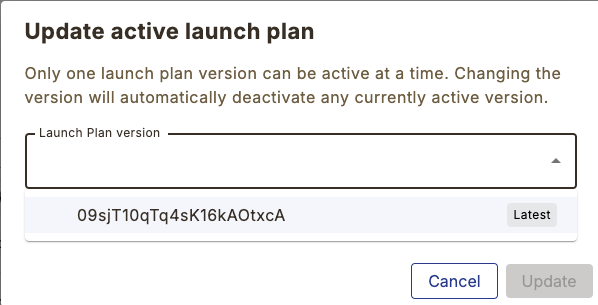 Update active launch plan
Only one launch plan version can be active at a time. Changing the
version will automatically deactivate any currently active version.
Launch Plan version
09sjT10qTq4sK16kAOtxcA
Latest
Cancel
Update